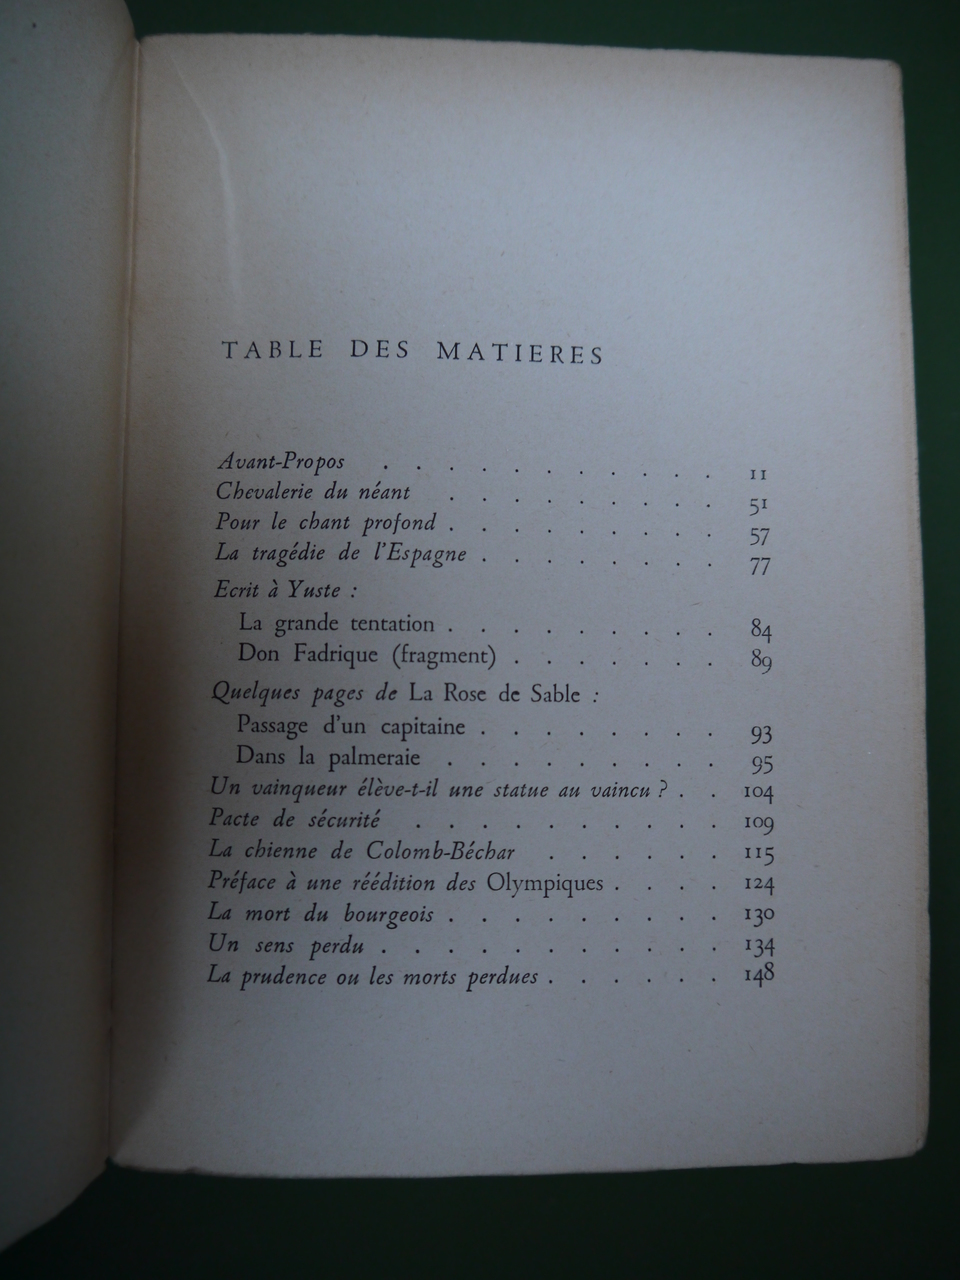 TABLE DES MATIERES
Avant-Propos . . . . . . . . . . . 11
Chevalerie du néant . . . . . . . . . 51
Pour le chant profond . . . . . . . . . 57
La tragédie de l'Espagne . . . . . . . . 77
Ecrit à Yuste :
La grande tentation . . . . . . . . . 84
Don Fadrique (fragment) . . . . . . . 89
Quelques pages de La Rose de Sable :
Passage d'un capitaine . . . . . . . . 93
Dans la palmeraie . . . . . . . . . 95
Un vainqueur élève-t-il une statue au vaincu ? . . 104
Pacte de sécurité . . . . . . . . . . 109
La chienne de Colomb-Béchar . . . . . . 115
Préface à une réédition des Olympiques . . . . 124
La mort du bourgeois . . . . . . . . . 130
Un sens perdu . . . . . . . . . . . 134
La prudence ou les morts perdues . . . . . . 148